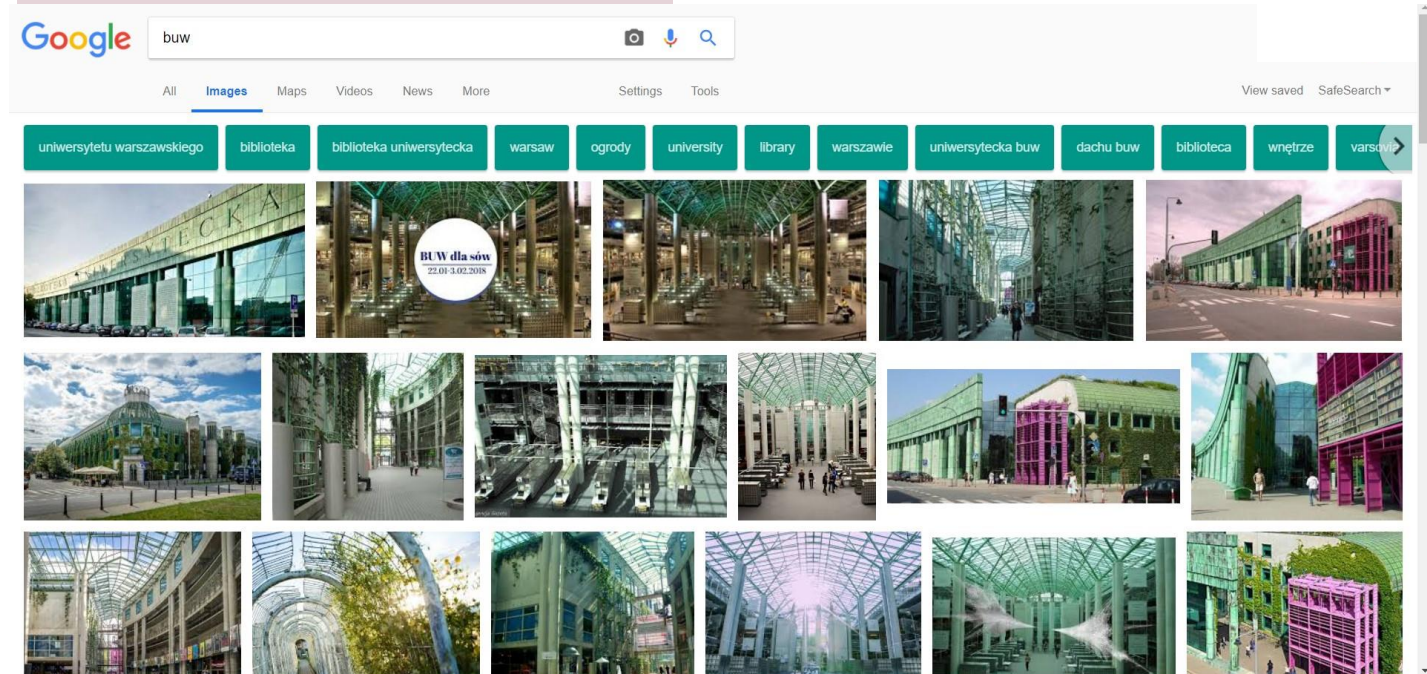 Google
buw
All Images Maps Videos News More Settings Tools
View saved SafeSearch
uniwersytetu warszawskiego biblioteka biblioteka uniwersytecka warsaw ogrody university library warszawie uniwersytecka buw dachu buw biblioteca wnętrze varsovia
BUW dla sów
22.01-3.02.2018